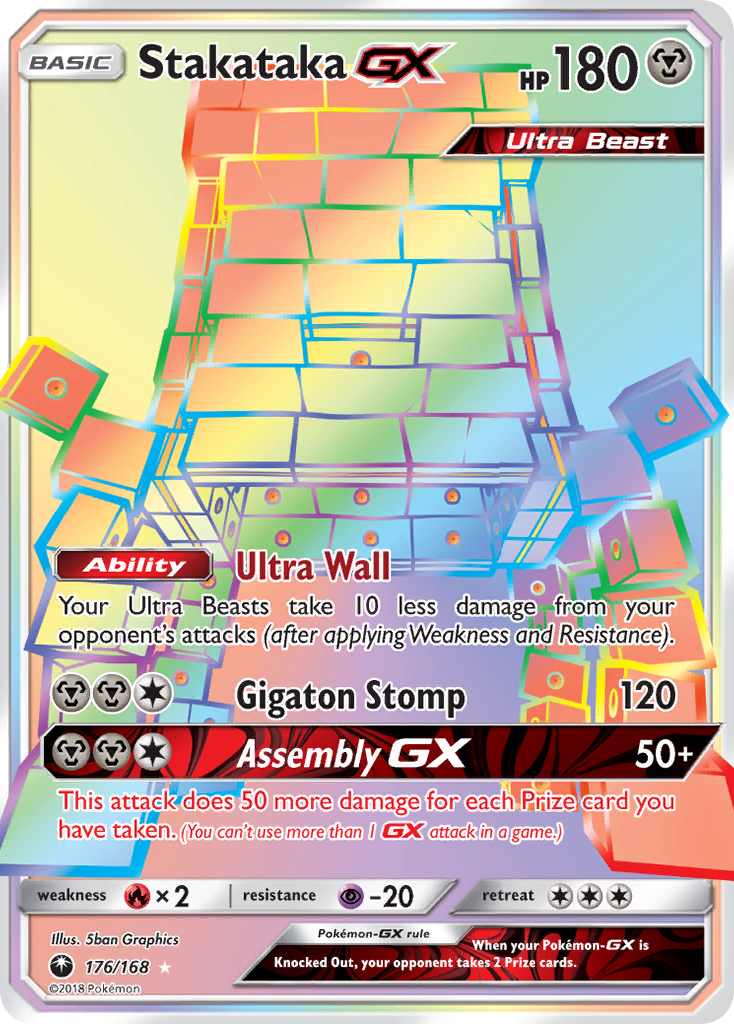 BASIC Stakataka GX HP 180
Ultra Beast
Ability Ultra Wall
Your Ultra Beasts take 10 less damage from your
opponent's attacks (after applying Weakness and Resistance).
Gigaton Stomp 120
Assembly GX 50+
This attack does 50 more damage for each Prize card you
have taken. (You can't use more than 1 GX attack in a game.)
weakness ×2 resistance -20 retreat
Illus. 5ban Graphics
176/168
©2018 Pokémon
Pokémon-GX rule
When your Pokémon-GX is
Knocked Out, your opponent takes 2 Prize cards.